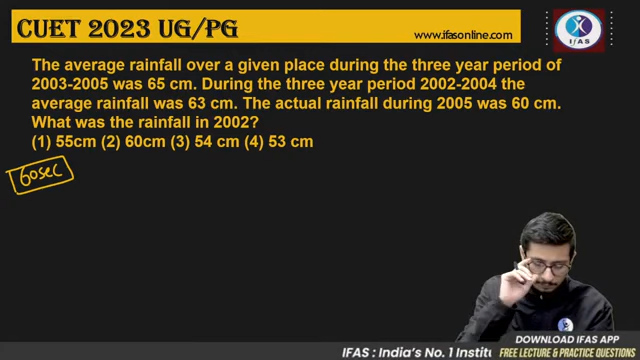 CUET 2023 UG/PG
www.ifasonline.com
iFAS
The average rainfall over a given place during the three year period of
2003-2005 was 65 cm. During the three year period 2002-2004 the
average rainfall was 63 cm. The actual rainfall during 2005 was 60 cm.
What was the rainfall in 2002?
(1) 55cm (2) 60cm (3) 54 cm (4) 53 cm
60sec
DOWNLOAD IFAS APP
IFAS : India's No. 1 Institu
FREE LECTURE & PRACTICE QUESTIONS